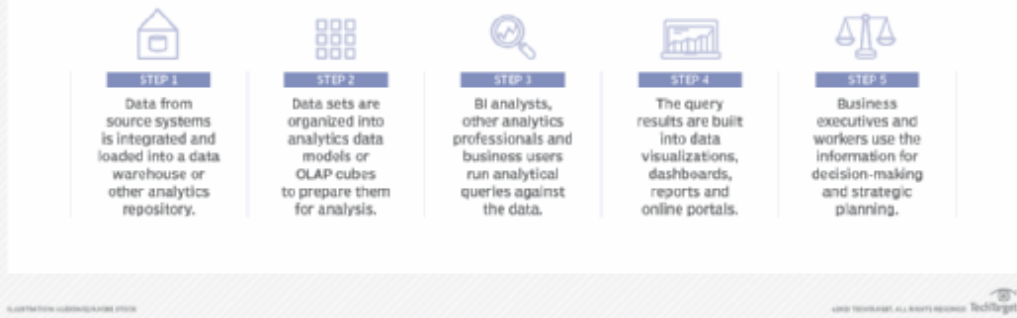 STEP 1
Data from
source systems
is integrated and
loaded into a data
warehouse or
other analytics
repository.
STEP 2
Data sets are
organized into
analytics data
models or
OLAP cubes
to prepare them
for analysis.
STEP 3
BI analysts,
other analytics
professionals and
business users
run analytical
queries against
the data.
STEP 4
The query
results are built
into data
visualizations,
dashboards,
reports and
online portals.
STEP 5
Business
executives and
workers use the
information for
decision-making
and strategic
planning.
TECHTARGET. ALL RIGHTS RESERVED
TechTarget